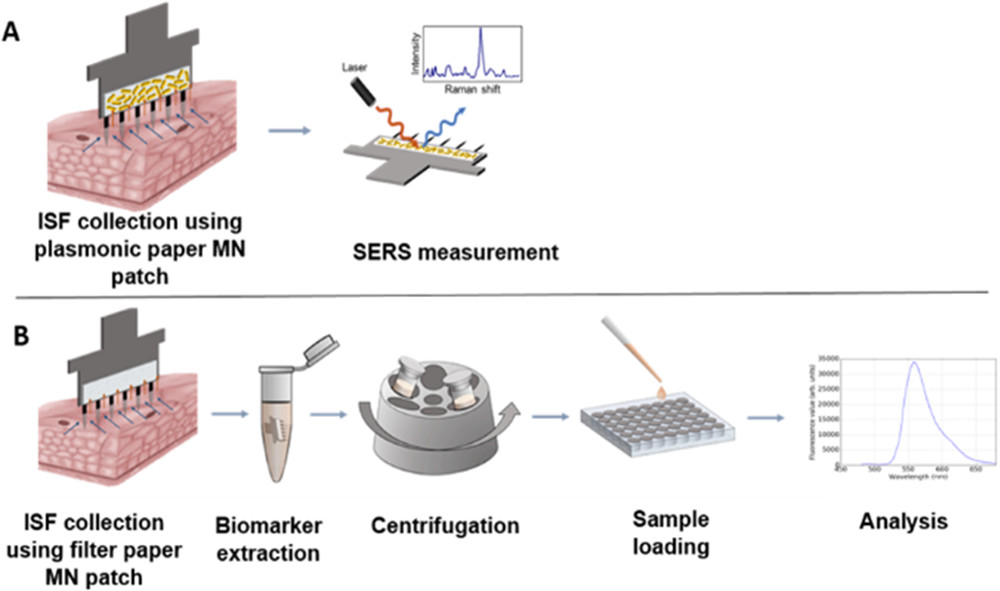 A
Intensity
Laser
Raman shift
ISF collection using
plasmonic paper MN
patch
SERS measurement
B
35000
30000
25000
20000
15000
10000
5000
Fluorescence value (arb. units)
500
550
600
650
Wavelength (nm)
ISF collection
using filter paper
MN patch
Biomarker
extraction
Centrifugation
Sample
loading
Analysis